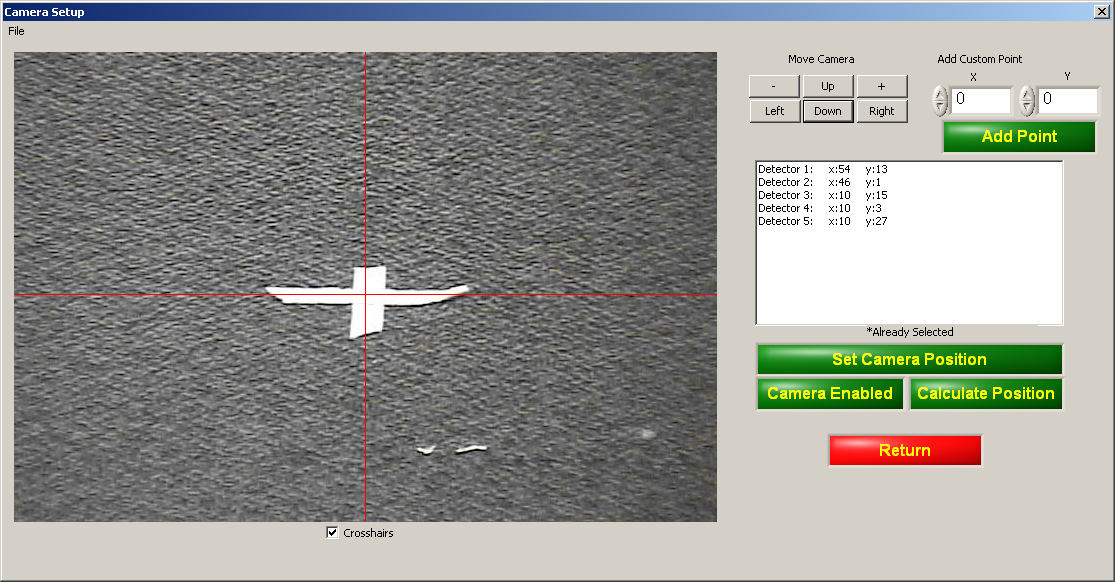 Camera Setup
File
Move Camera
- Up +
Left Down Right
Add Custom Point
X Y
0 0
Add Point
Detector 1: x:54 y:13
Detector 2: x:46 y:1
Detector 3: x:10 y:15
Detector 4: x:10 y:3
Detector 5: x:10 y:27
*Already Selected
Set Camera Position
Camera Enabled Calculate Position
Return
Crosshairs